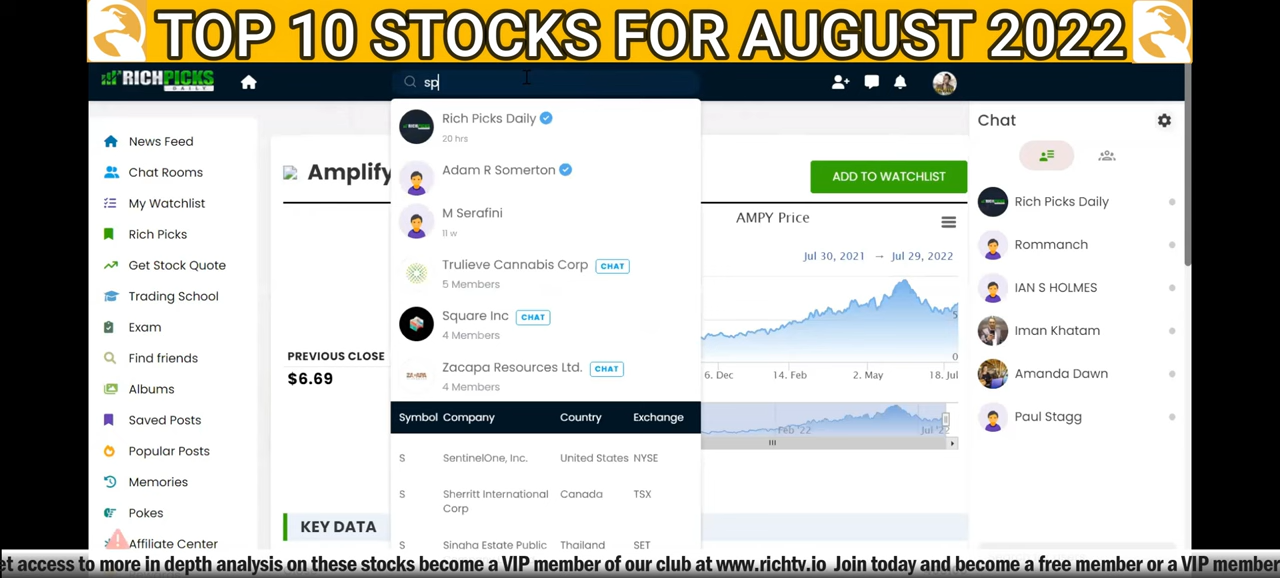 TOP 10 STOCKS FOR AUGUST 2022
RICHPICKS
DAILY
sp
News Feed
Chat Rooms
My Watchlist
Rich Picks
Get Stock Quote
Trading School
Exam
Find friends
Albums
Saved Posts
Popular Posts
Memories
Pokes
Affiliate Center
Amplify
PREVIOUS CLOSE
$6.69
KEY DATA
Rich Picks Daily
20 hrs
Adam R Somerton
M Serafini
11 w
Trulieve Cannabis Corp CHAT
5 Members
Square Inc CHAT
4 Members
Zacapa Resources Ltd. CHAT
4 Members
Symbol Company Country Exchange
S SentinelOne, Inc. United States NYSE
S Sherritt International Canada TSX
Corp
S Singha Estate Public Thailand SET
ADD TO WATCHLIST
AMPY Price
Jul 30, 2021 → Jul 29, 2022
5
0
6. Dec 14. Feb 2. May 18. Jul
Feb '22 Jul '22
Chat
Rich Picks Daily
Rommanch
IAN S HOLMES
Iman Khatam
Amanda Dawn
Paul Stagg
et access to more in depth analysis on these stocks become a VIP member of our club at www.richtv.io Join today and become a free member or a VIP member